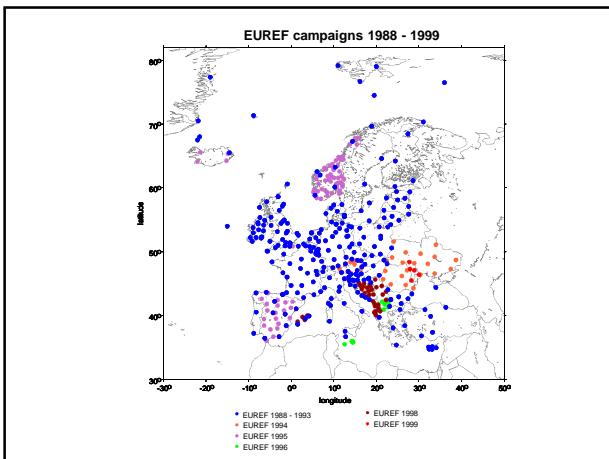 EUREF campaigns 1988 - 1999
80°
70°
60°
50°
40°
30°
latitude
-30°
-20°
-10°
0°
10°
20°
30°
40°
50°
longitude
EUREF 1988 - 1993
EUREF 1994
EUREF 1995
EUREF 1996
EUREF 1998
EUREF 1999